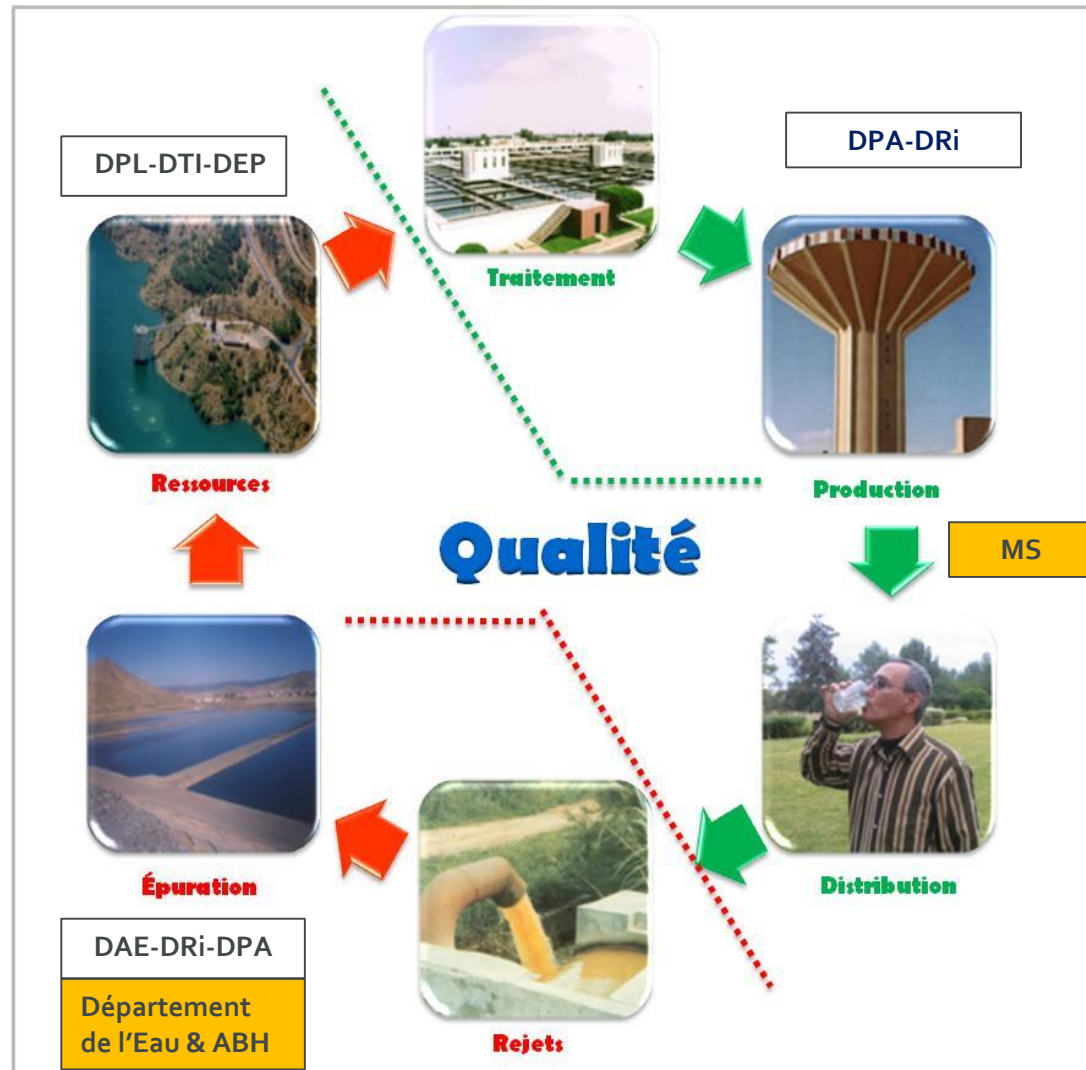 DPL-DTI-DEP
DPA-DRi
Traitement
Ressources
Production
Qualité
MS
Épuration
Distribution
DAE-DRi-DPA
Département
de l’Eau & ABH
Rejets